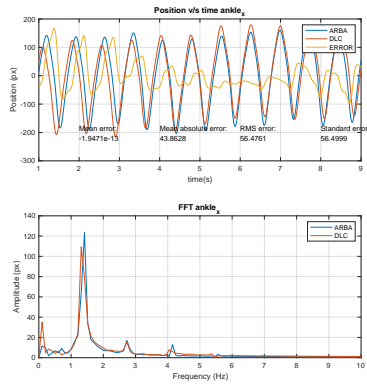 Position v/s time ankle_x
200
100
0
-100
-200
-300
Position (px)
ARBA
DLC
ERROR
Mean error: Mean absolute error: RMS error: Standard error
-1.9471e-13 43.8628 56.4761 56.4999
1 2 3 4 5 6 7 8 9
time(s)
FFT ankle_x
140
120
100
80
60
40
20
0
Amplitude (px)
ARBA
DLC
0 1 2 3 4 5 6 7 8 9 10
Frequency (Hz)